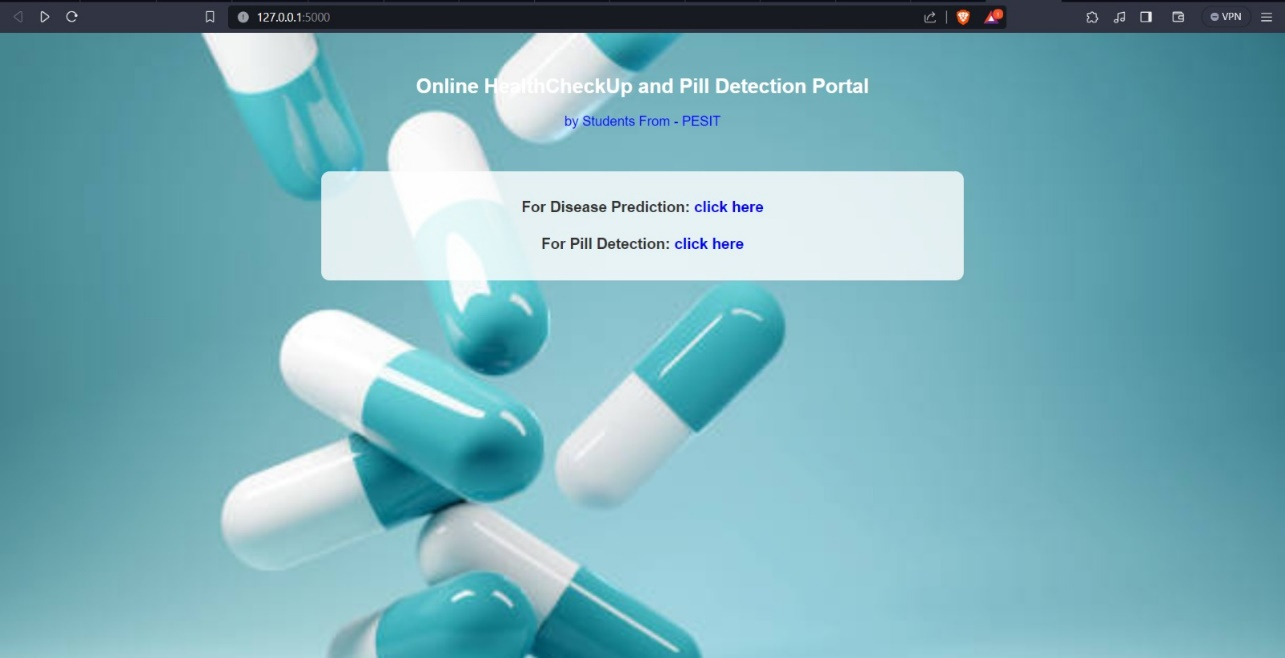 127.0.0.1:5000
VPN
Online HealthCheckUp and Pill Detection Portal
by Students From - PESIT
For Disease Prediction: click here
For Pill Detection: click here